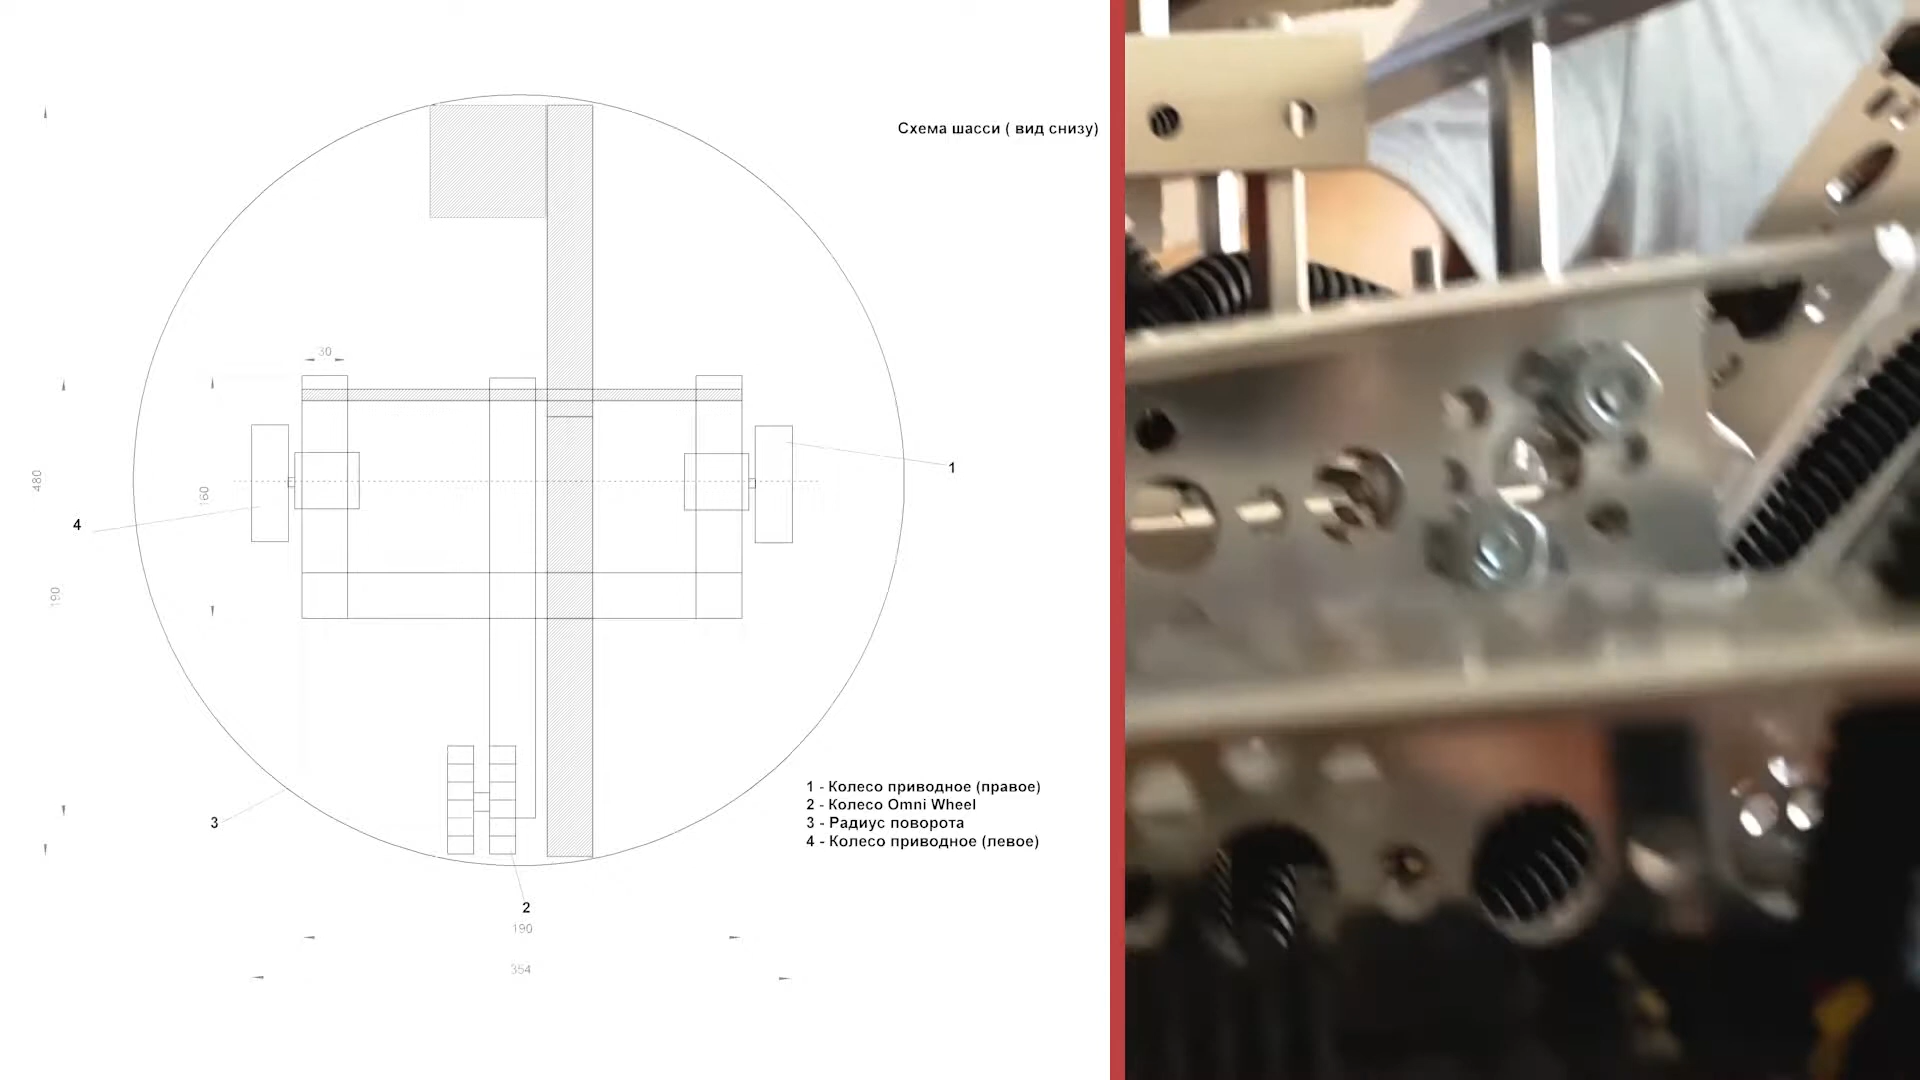 Схема шасси ( вид снизу)
30
480
160
1
4
190
1 - Колесо приводное (правое)
2 - Колесо Omni Wheel
3 - Радиус поворота
4 - Колесо приводное (левое)
3
2
190
354